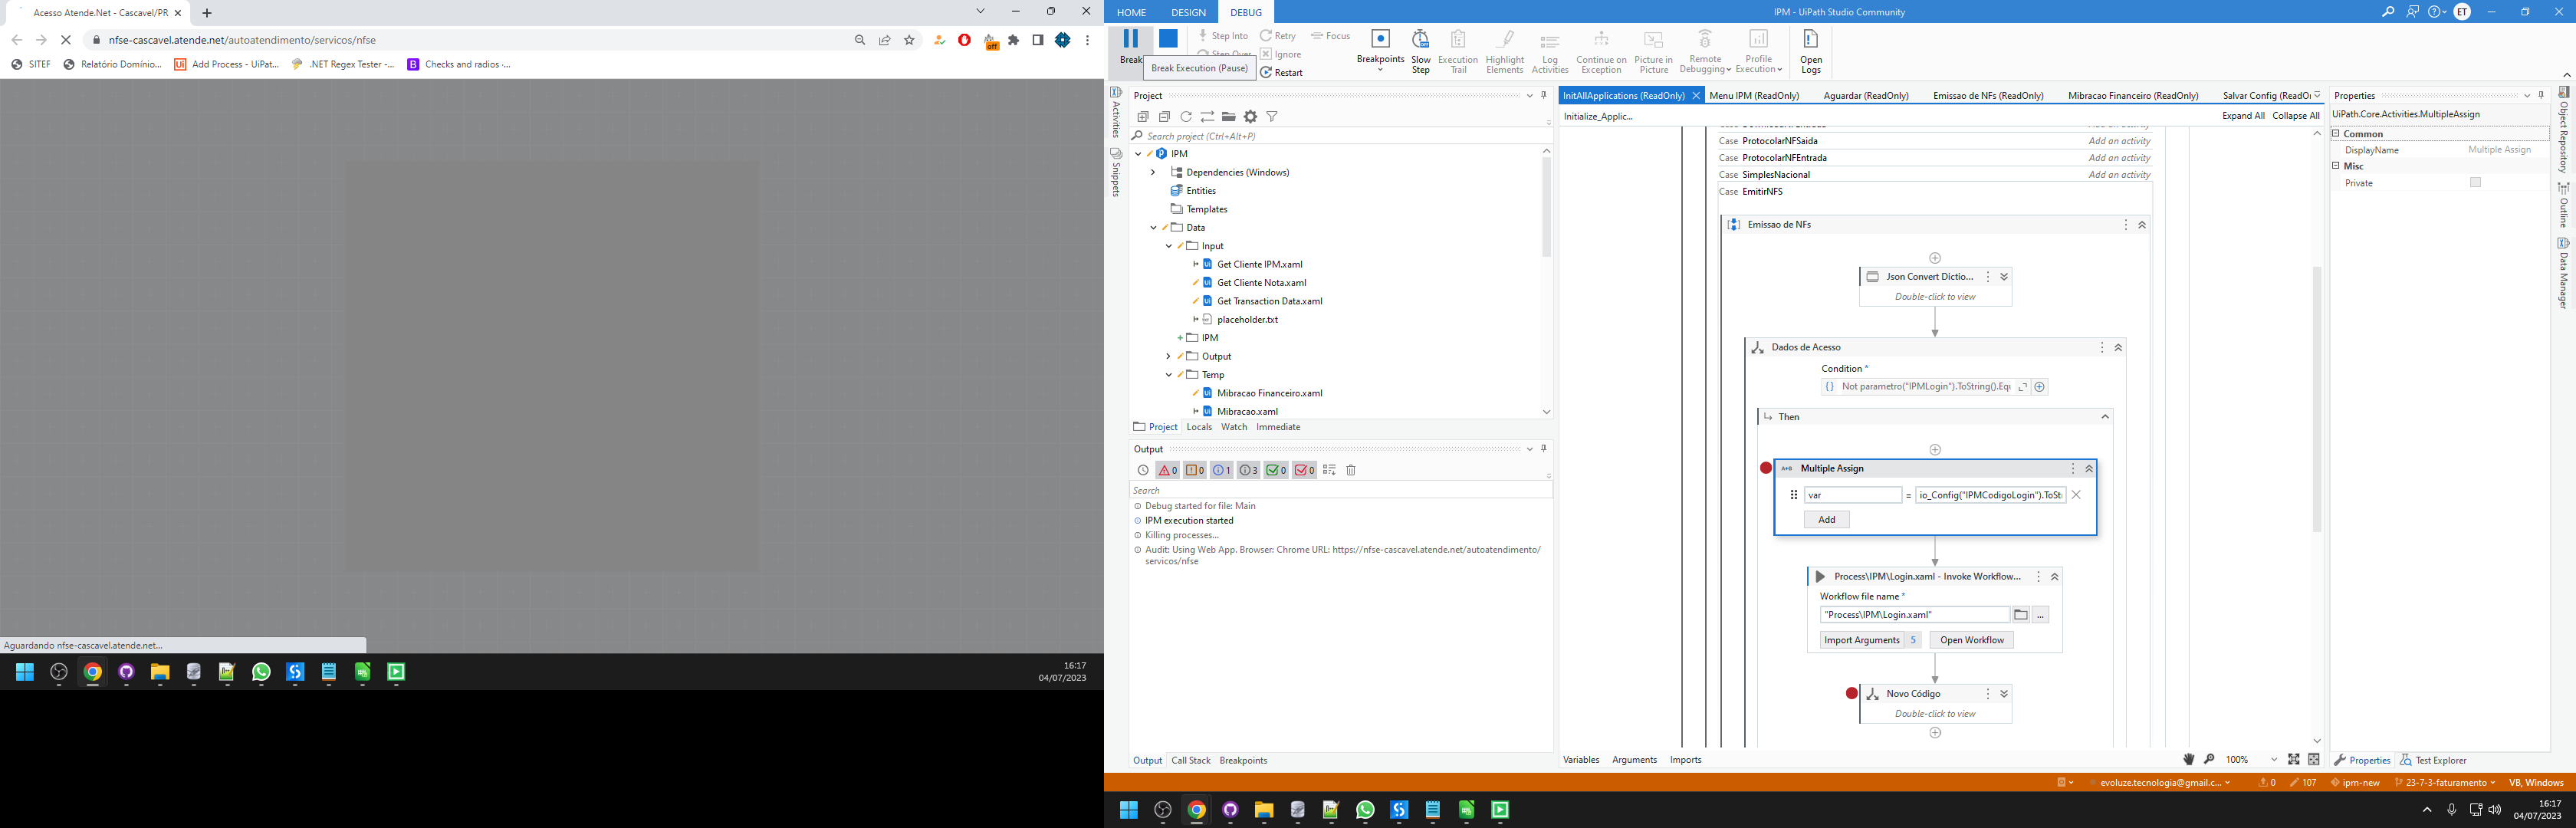 Acesso Atende.Net - Cascavel/PR
nfse-cascavel.atende.net/autoatendimento/servicos/nfse
off
SITEF
Relatório Domínio...
Add Process - UiPat...
.NET Regex Tester -...
Checks and radios ·...
Aguardando nfse-cascavel.atende.net...
16:17
04/07/2023
HOME
DESIGN
DEBUG
IPM - UiPath Studio Community
ET
Break
Step Into
Retry
Focus
Ignore
Restart
Break Execution (Pause)
Breakpoints
Slow Step
Execution Trail
Highlight Elements
Log Activities
Continue on Exception
Picture in Picture
Remote Debugging
Profile Execution
Open Logs
Activities
Snippets
Project
Search project (Ctrl+Alt+P)
IPM
Dependencies (Windows)
Entities
Templates
Data
Input
Get Cliente IPM.xaml
Get Cliente Nota.xaml
Get Transaction Data.xaml
placeholder.txt
IPM
Output
Temp
Mibracao Financeiro.xaml
Mibracao.xaml
Project
Locals
Watch
Immediate
Output
0
0
1
3
0
0
Search
Debug started for file: Main
IPM execution started
Killing processes...
Audit: Using Web App. Browser: Chrome URL: https://nfse-cascavel.atende.net/autoatendimento/
servicos/nfse
Output
Call Stack
Breakpoints
InitAllApplications (ReadOnly)
Menu IPM (ReadOnly)
Aguardar (ReadOnly)
Emissao de NFs (ReadOnly)
Mibracao Financeiro (ReadOnly)
Salvar Config (ReadO
Initialize_Applic...
Expand All
Collapse All
Case ProtocolarNFSaida
Add an activity
Case ProtocolarNFEntrada
Add an activity
Case SimplesNacional
Add an activity
Case EmitirNFS
Emissao de NFs
Json Convert Dictio...
Double-click to view
Dados de Acesso
Condition *
Not parametro("IPMLogin").ToString().Eq
Then
Multiple Assign
var
=
io_Config("IPMCodigoLogin").ToSt
Add
Process\IPM\Login.xaml - Invoke Workflow...
Workflow file name *
"Process\IPM\Login.xaml"
...
Import Arguments 5
Open Workflow
Novo Código
Double-click to view
Variables
Arguments
Imports
100%
Properties
UiPath.Core.Activities.MultipleAssign
Common
DisplayName
Multiple Assign
Misc
Private
Properties
Test Explorer
Object Repository
Outline
Data Manager
evoluze.tecnologia@gmail.c...
0
107
ipm-new
23-7-3-faturamento
VB, Windows
16:17
04/07/2023